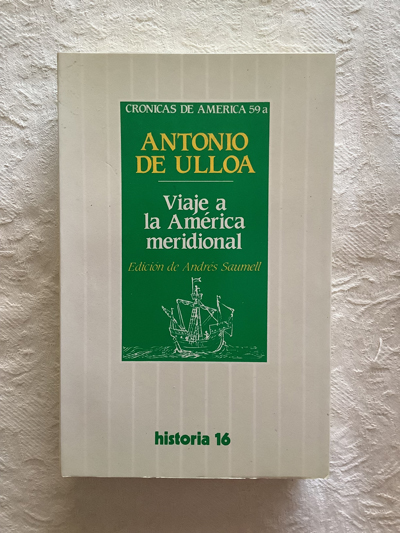 CRONICAS DE AMERICA 59 a
ANTONIO
DE ULLOA
Viaje a
la América
meridional
Edición de Andrés Saumell
historia 16